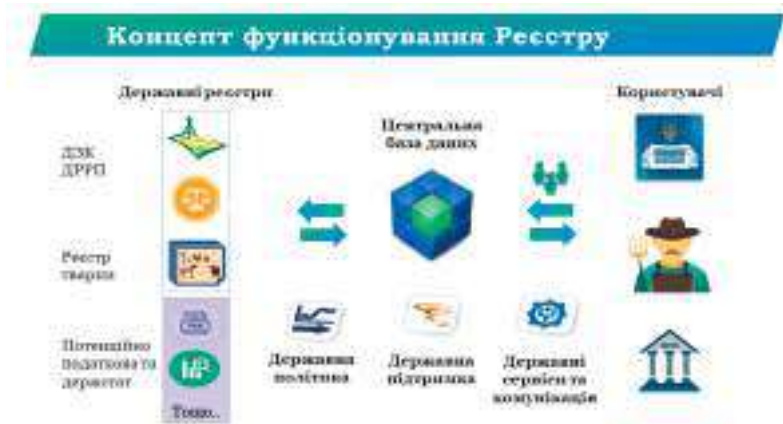 Концепт функціонування Реєстру
Державні реєстри
ДЗК
ДРРП
Реєстр
тварин
Потенційно
податкова та
держстат
Тощо..
Центральна
база даних
Державна
політика
Державна
підтримка
Державні
сервіси та
комунікація
Користувачі